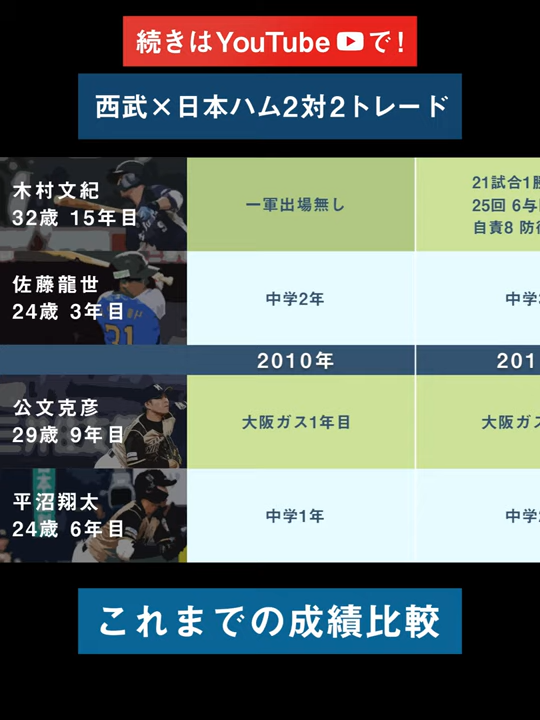 続きはYouTubeで!
西武×日本ハム2対2トレード
木村文紀
32歳 15年目
一軍出場無し
21試合1勝
25回 6与
自責8 防
佐藤龍世
24歳 3年目
中学2年
中学
2010年
201
公文克彦
29歳 9年目
大阪ガス1年目
大阪ガ
平沼翔太
24歳 6年目
中学1年
中学
これまでの成績比較